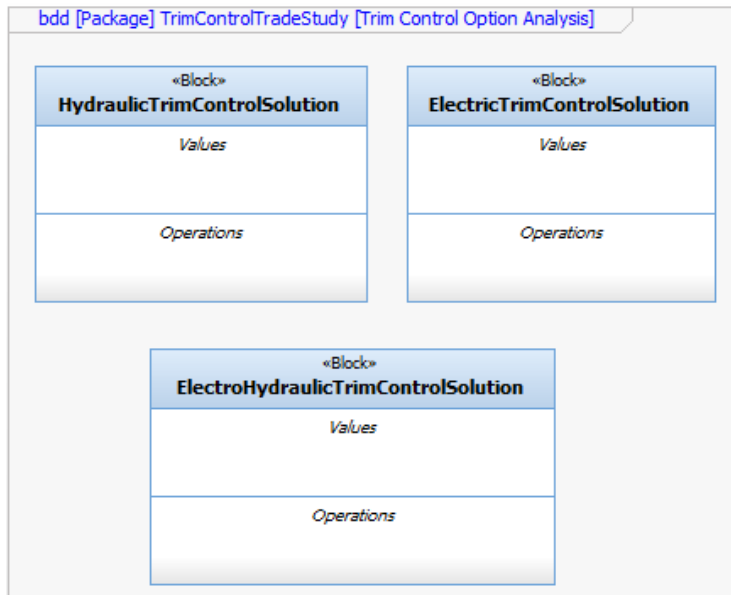 bdd [Package] TrimControlTradeStudy [Trim Control Option Analysis]
«Block»
HydraulicTrimControlSolution
Values
Operations
«Block»
ElectricTrimControlSolution
Values
Operations
«Block»
ElectroHydraulicTrimControlSolution
Values
Operations